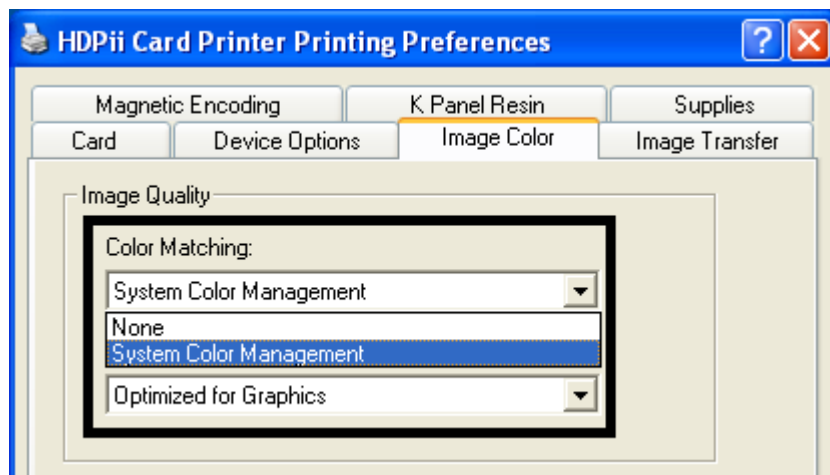 HDPii Card Printer Printing Preferences
Magnetic Encoding K Panel Resin Supplies
Card Device Options Image Color Image Transfer
Image Quality
Color Matching:
System Color Management
None
System Color Management
Optimized for Graphics